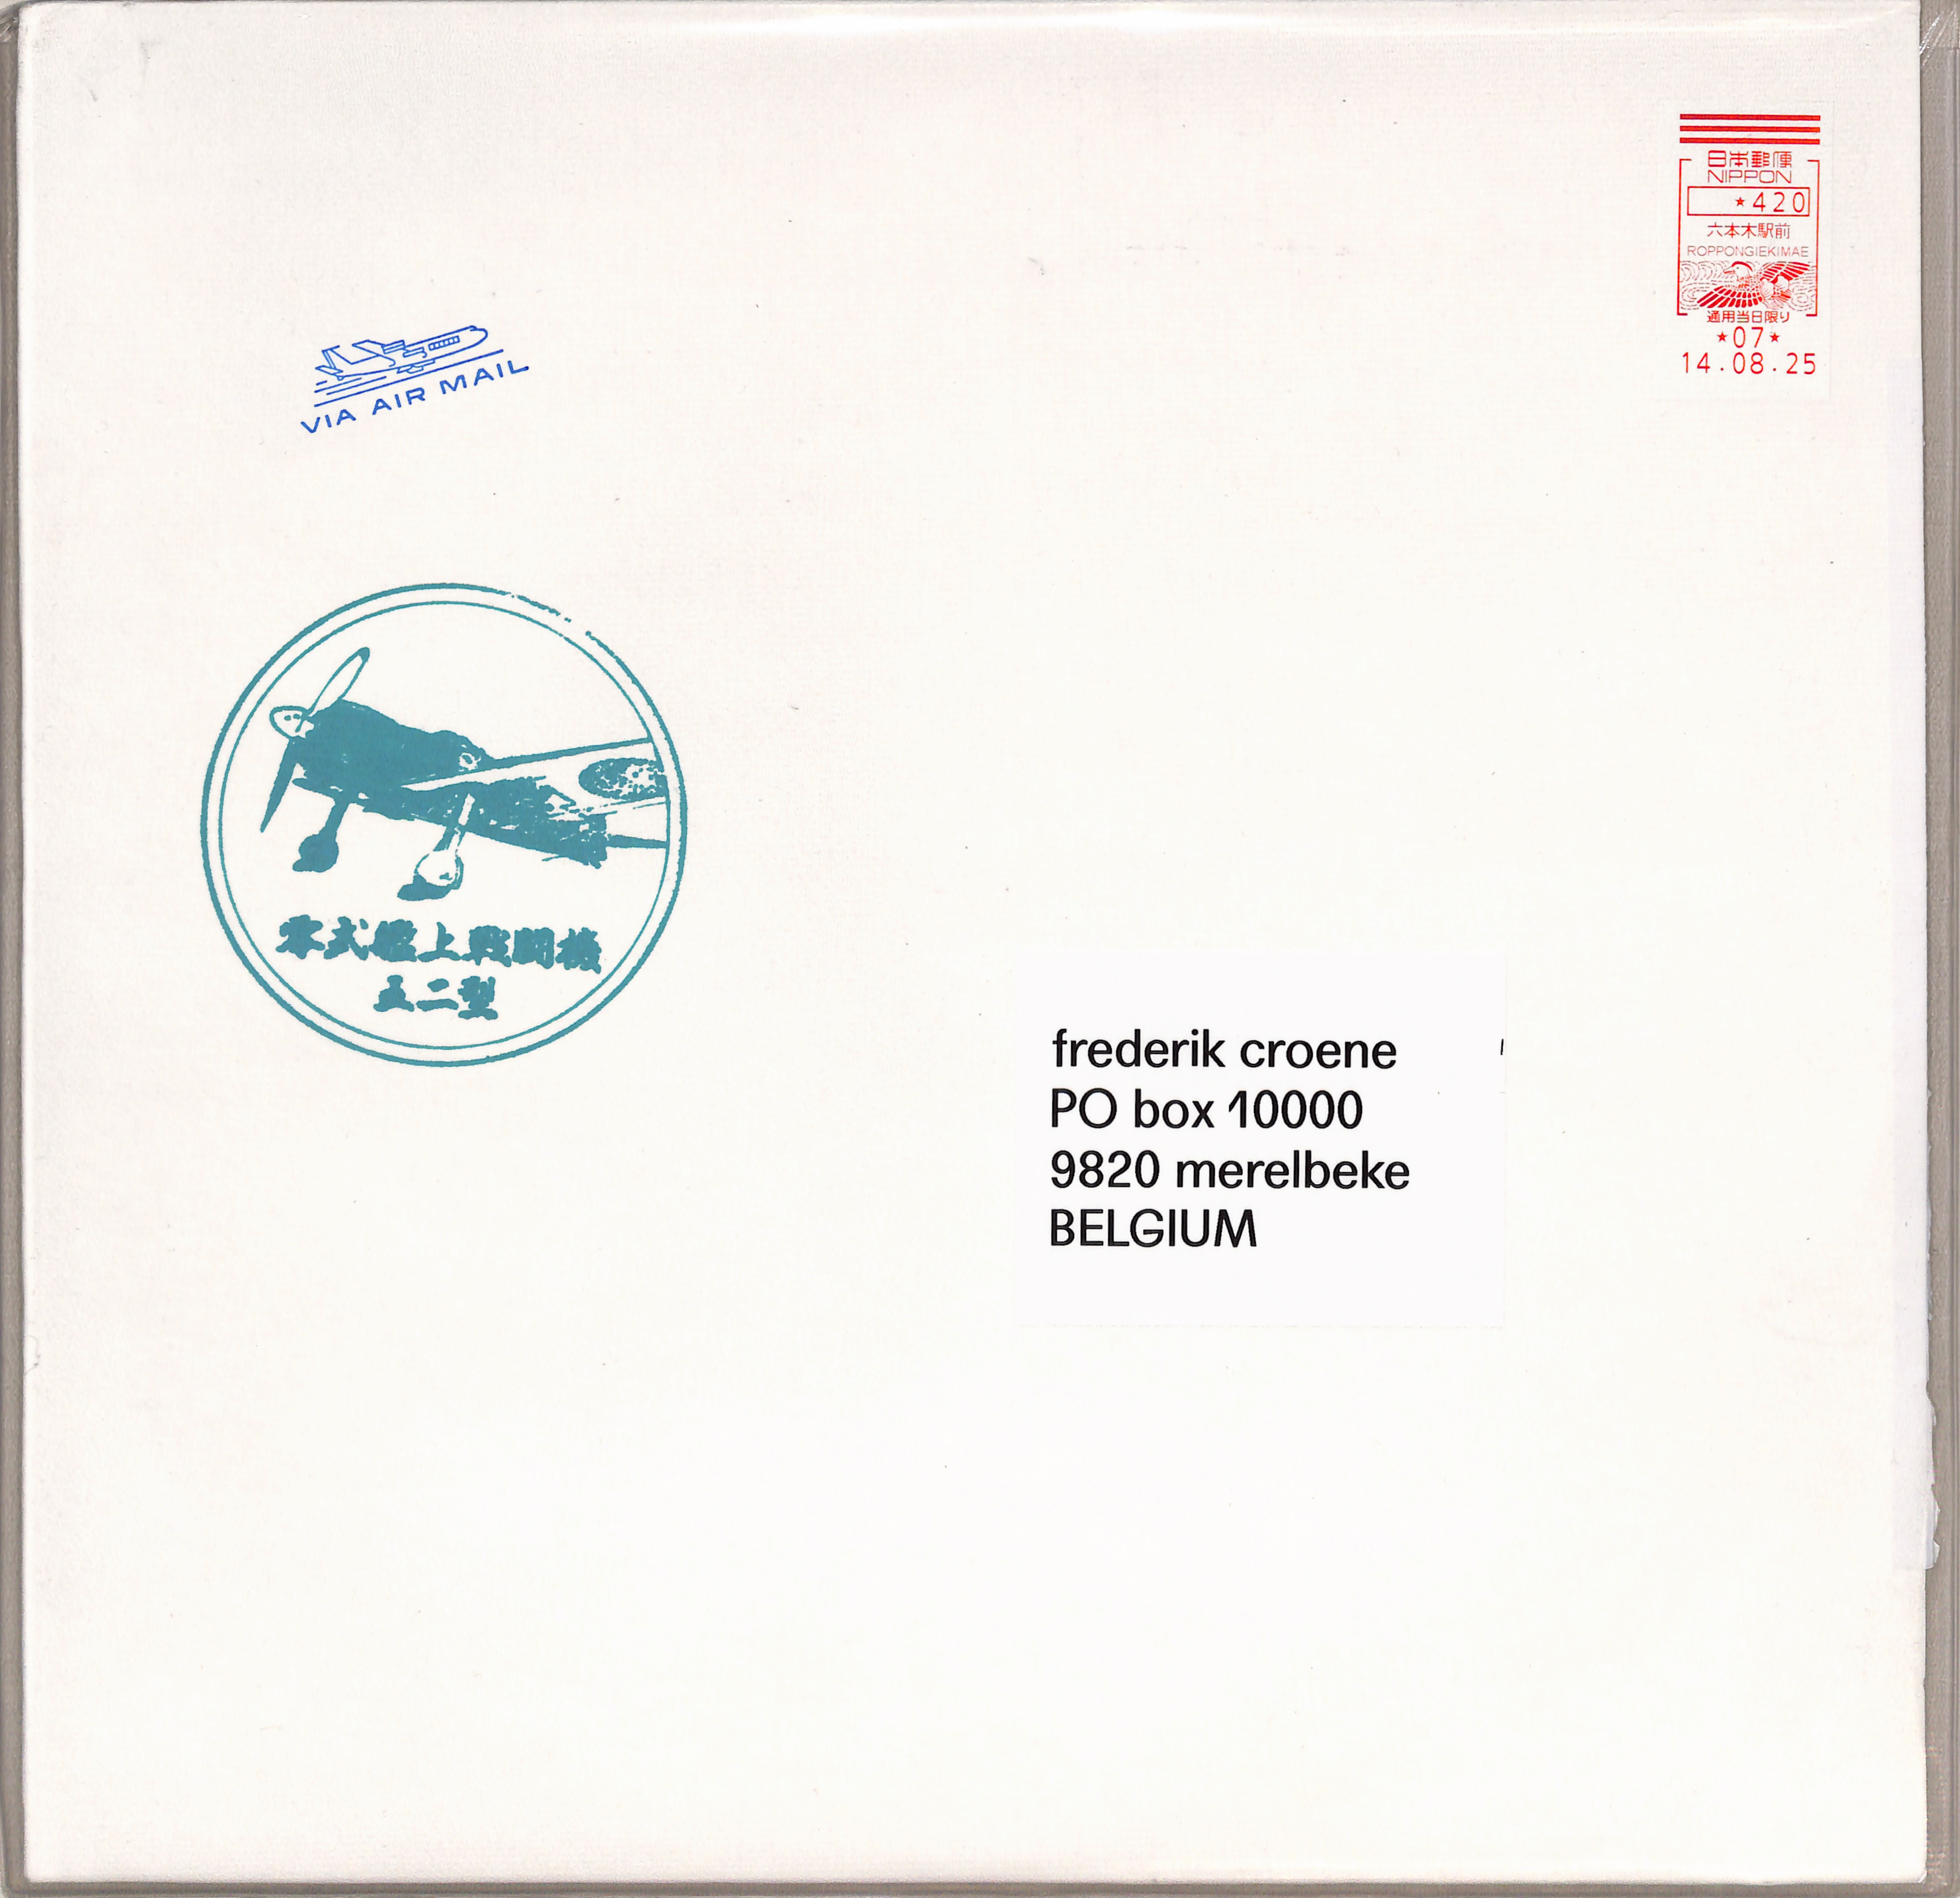 日本郵便
NIPPON
★420
六本木駅前
ROPPONGIEKIMAE
通用当日限り
★07★
14.08.25
VIA AIR MAIL
零式艦上戦闘機
五二型
frederik croene
PO box 10000
9820 merelbeke
BELGIUM